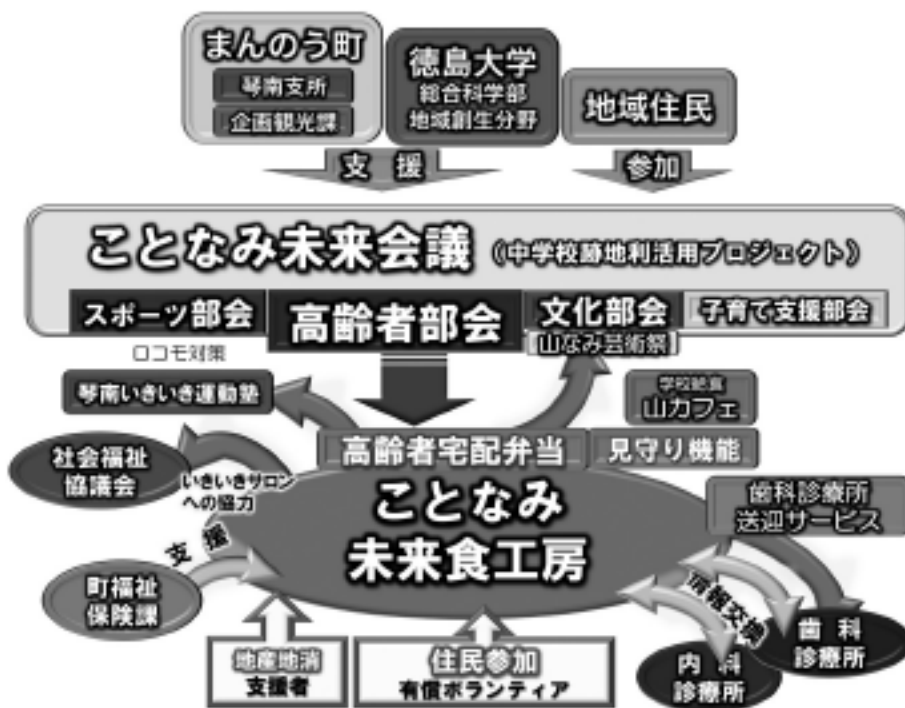 まんのう町
琴南支所
企画観光課
徳島大学
総合科学部
地域創生分野
地域住民
支 援
参加
ことなみ未来会議 (中学校跡地利活用プロジェクト)
スポーツ部会
高齢者部会
文化部会
子育て支援部会
ロコモ対策
山なみ芸術祭
琴南いきいき運動塾
学校給食
山カフェ
高齢者宅配弁当
見守り機能
社会福祉
協議会
いきいきサロン
への協力
ことなみ
未来食工房
歯科診療所
送迎サービス
支援
町福祉
保険課
情報交換
歯 科
診療所
内 科
診療所
地産地消
支援者
住民参加
有償ボランティア